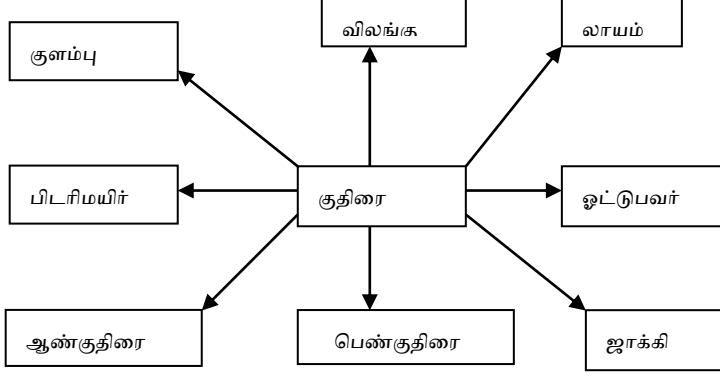 விலங்கு
லாயம்
குளம்பு
பிடரிமயிர்
குதிரை
ஓட்டுபவர்
ஆண்குதிரை
பெண்குதிரை
ஜாக்கி